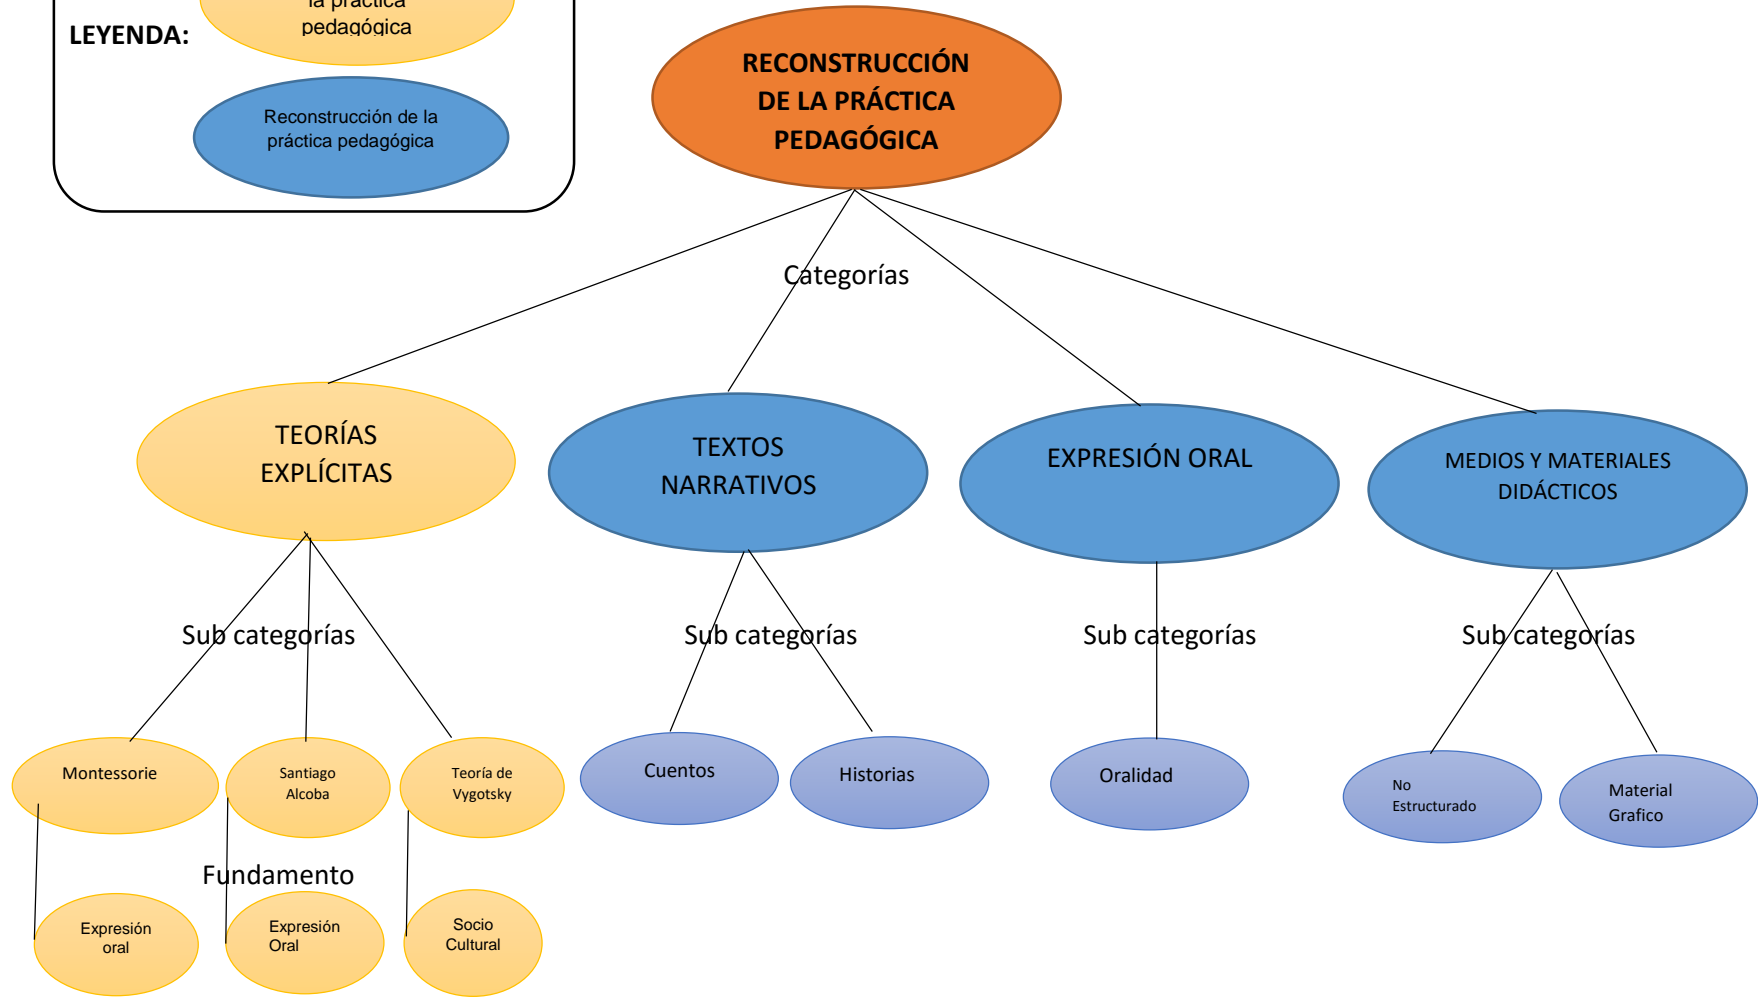 la práctica
pedagógica
LEYENDA:
Reconstrucción de la
práctica pedagógica
RECONSTRUCCIÓN
DE LA PRÁCTICA
PEDAGÓGICA
Categorías
TEORÍAS
EXPLÍCITAS
TEXTOS
NARRATIVOS
EXPRESIÓN ORAL
MEDIOS Y MATERIALES
DIDÁCTICOS
Sub categorías
Sub categorías
Sub categorías
Sub categorías
Montessorie
Santiago
Alcoba
Teoría de
Vygotsky
Cuentos
Historias
Oralidad
No
Estructurado
Material
Grafico
Fundamento
Expresión
oral
Expresión
Oral
Socio
Cultural